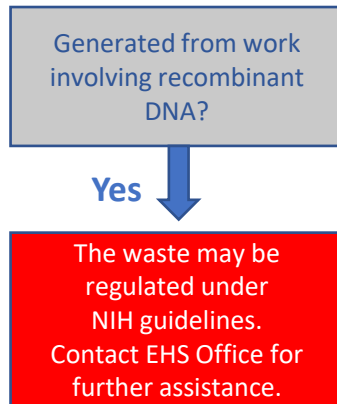 Generated from work
involving recombinant
DNA?
Yes
The waste may be
regulated under
NIH guidelines.
Contact EHS Office for
further assistance.